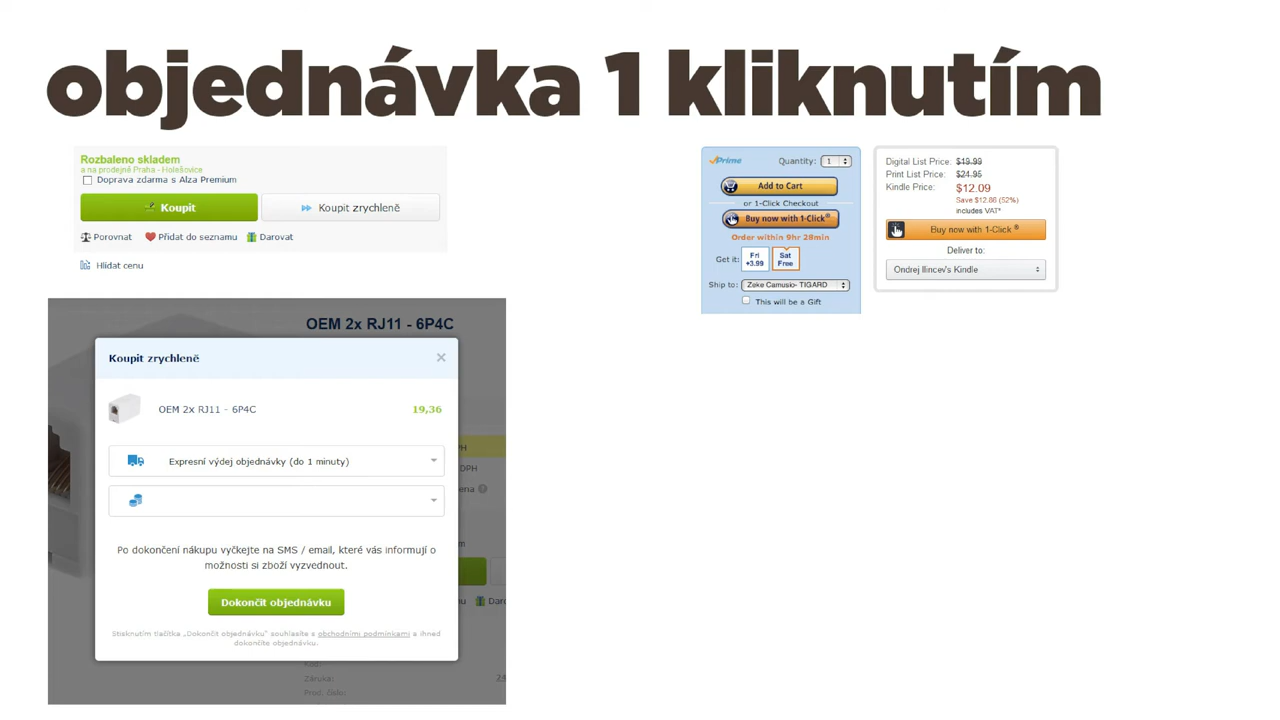 objednávka 1 kliknutím
Rozbaleno skladem
a na prodejně Praha - Holešovice
Doprava zdarma s Alza Premium
Koupit
Koupit zrychleně
Porovnat Přidat do seznamu Darovat
Hlídat cenu
Prime Quantity: 1
Add to Cart
or 1-Click Checkout
Buy now with 1-Click®
Order within 9hr 28min
Get it: Fri +3.99 Sat Free
Ship to: Zeke Camusio- TIGARD
This will be a Gift
Digital List Price: $19.99
Print List Price: $24.95
Kindle Price: $12.09
Save $12.86 (52%)
includes VAT*
Buy now with 1-Click ®
Deliver to:
Ondrej Ilincev's Kindle
OEM 2x RJ11 - 6P4C
Koupit zrychleně
OEM 2x RJ11 - 6P4C 19,36
Expresní výdej objednávky (do 1 minuty)
Po dokončení nákupu vyčkejte na SMS / email, které vás informují o
možnosti si zboží vyzvednout.
Dokončit objednávku
Stisknutím tlačítka „Dokončit objednávku" souhlasíte s obchodními podmínkami a ihned
dokončíte objednávku.
DPH
Kód:
Záruka:
Prod. číslo: